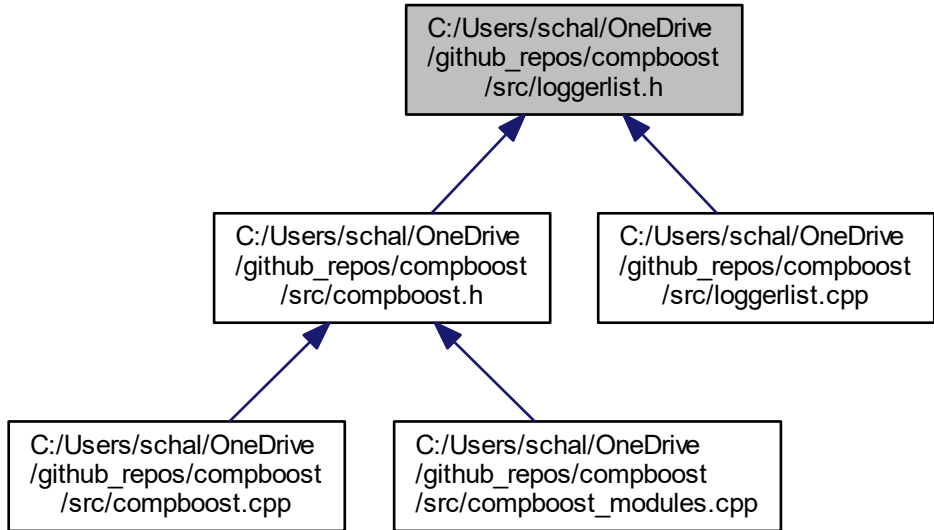 C:/Users/schal/OneDrive
/github_repos/compboost
/src/loggerlist.h
C:/Users/schal/OneDrive
/github_repos/compboost
/src/compboost.h
C:/Users/schal/OneDrive
/github_repos/compboost
/src/loggerlist.cpp
C:/Users/schal/OneDrive
/github_repos/compboost
/src/compboost.cpp
C:/Users/schal/OneDrive
/github_repos/compboost
/src/compboost_modules.cpp